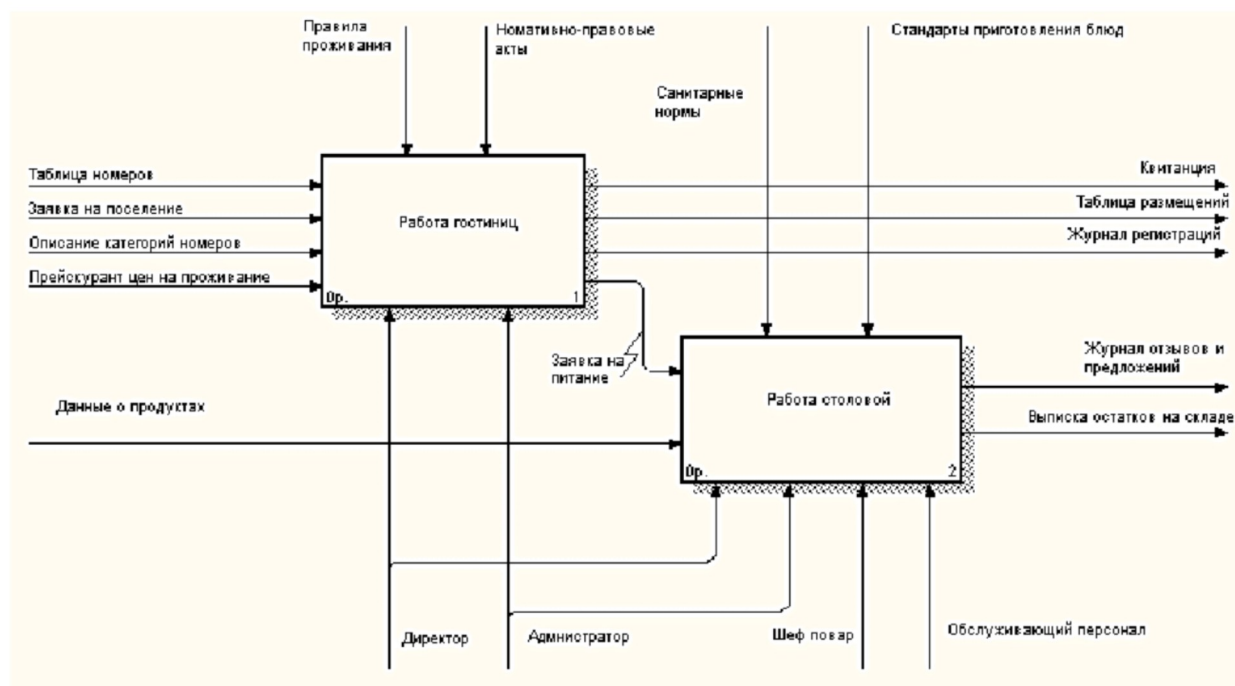 Правила
проживания
Номативно-правовые
акты
Стандарты приготовления блюд
Санитарные
нормы
Таблица номеров
Заявка на поселение
Описание категорий номеров
Прейскурант цен на проживание
Работа гостиниц
0р.
1
Квитанция
Таблица размещений
Журнал регистраций
Заявка на
питание
Данные о продуктах
Работа столовой
0р.
2
Журнал отзывов и
предложений
Выписка остатков на складе
Директор
Адмнистратор
Шеф повар
Обслуживающий персонал